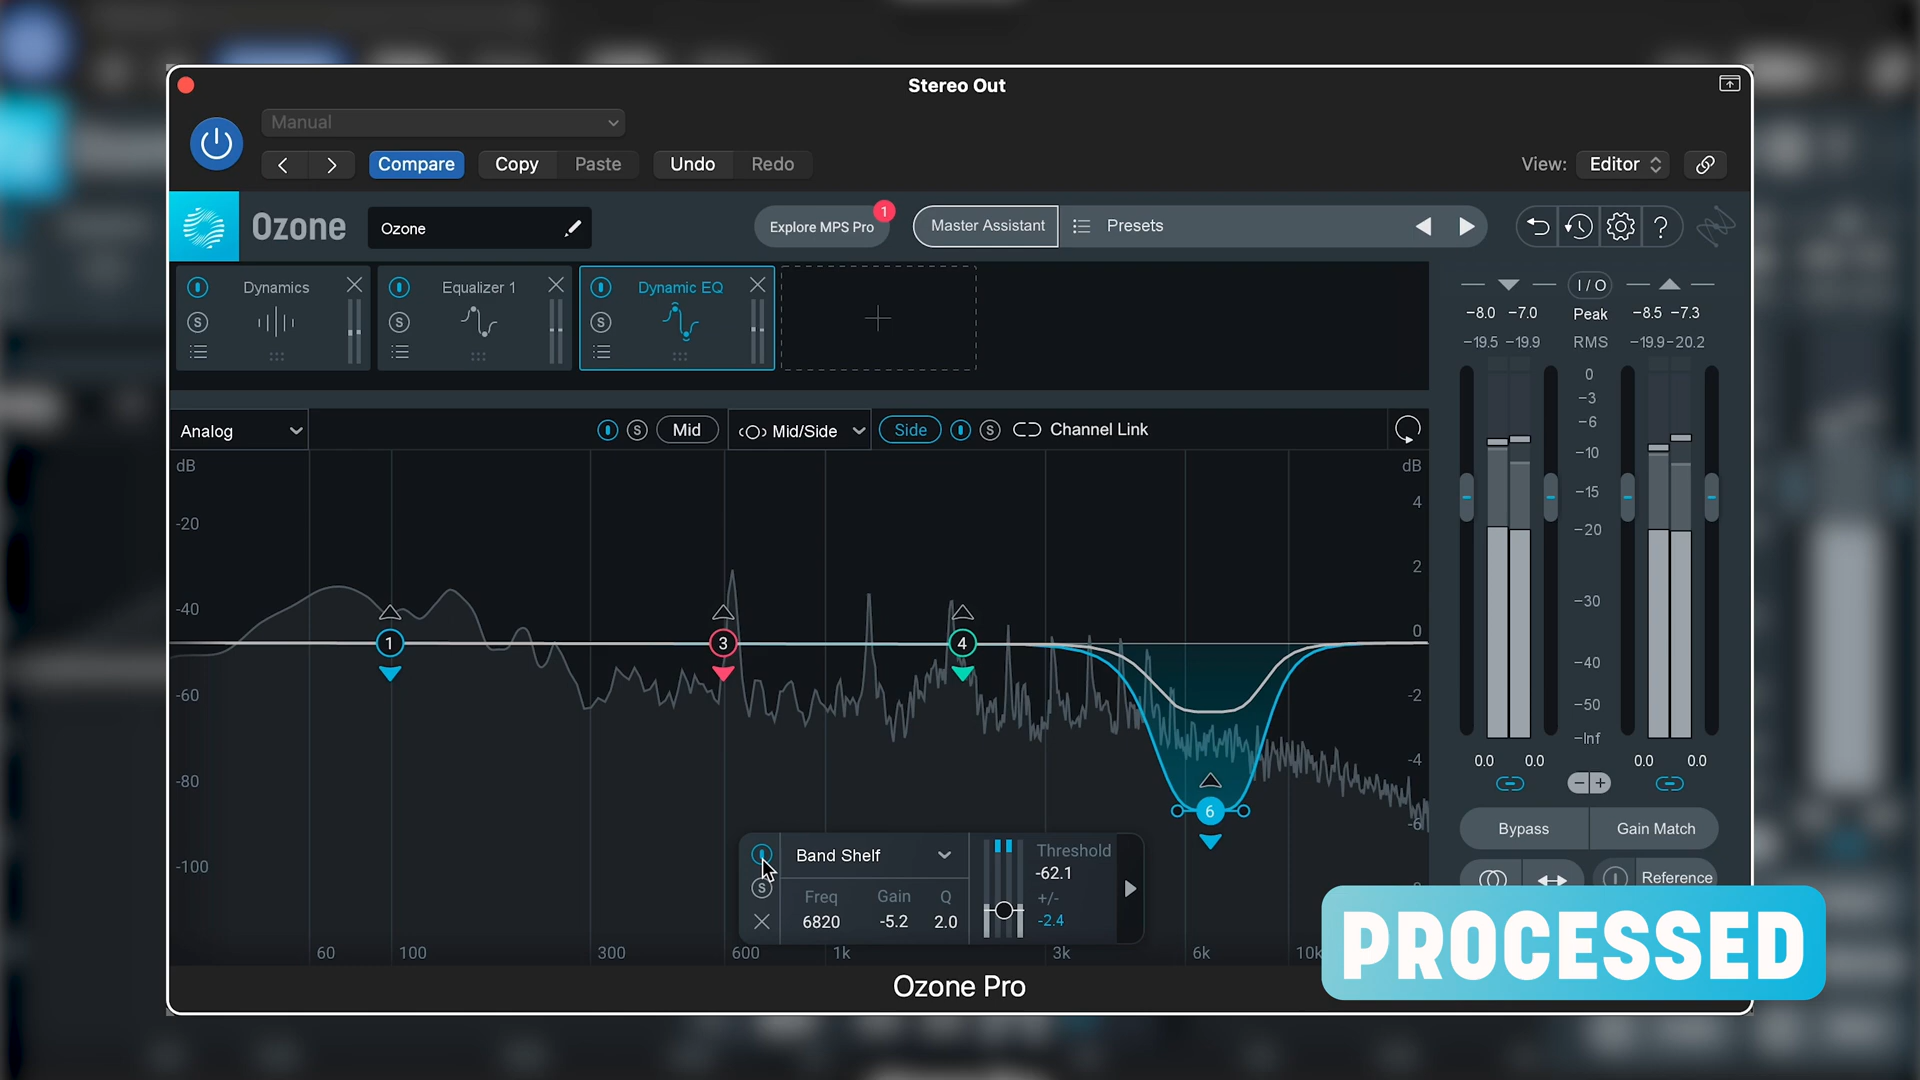 Stereo Out
Manual
Compare Copy Paste Undo Redo View: Editor
Ozone Ozone Explore MPS Pro 1 Master Assistant Presets ?
Dynamics Equalizer 1 Dynamic EQ I / O
S S S
-8.0 -7.0 Peak -8.5 -7.3
-19.5 -19.9 RMS -19.9 -20.2
Analog S Mid Mid/Side Side S Channel Link
dB dB
-20
-40
-60
-80
-100
4
2
0
-2
-4
-6
1 3 4 6
60 100 300 600 1k 3k 6k 10k
0
-3
-6
-10
-15
-20
-30
-40
-50
-Inf
0.0 0.0 0.0 0.0
Bypass Gain Match
Reference
Band Shelf Threshold
-62.1
S Freq Gain Q +/-
6820 -5.2 2.0 -2.4
PROCESSED
Ozone Pro